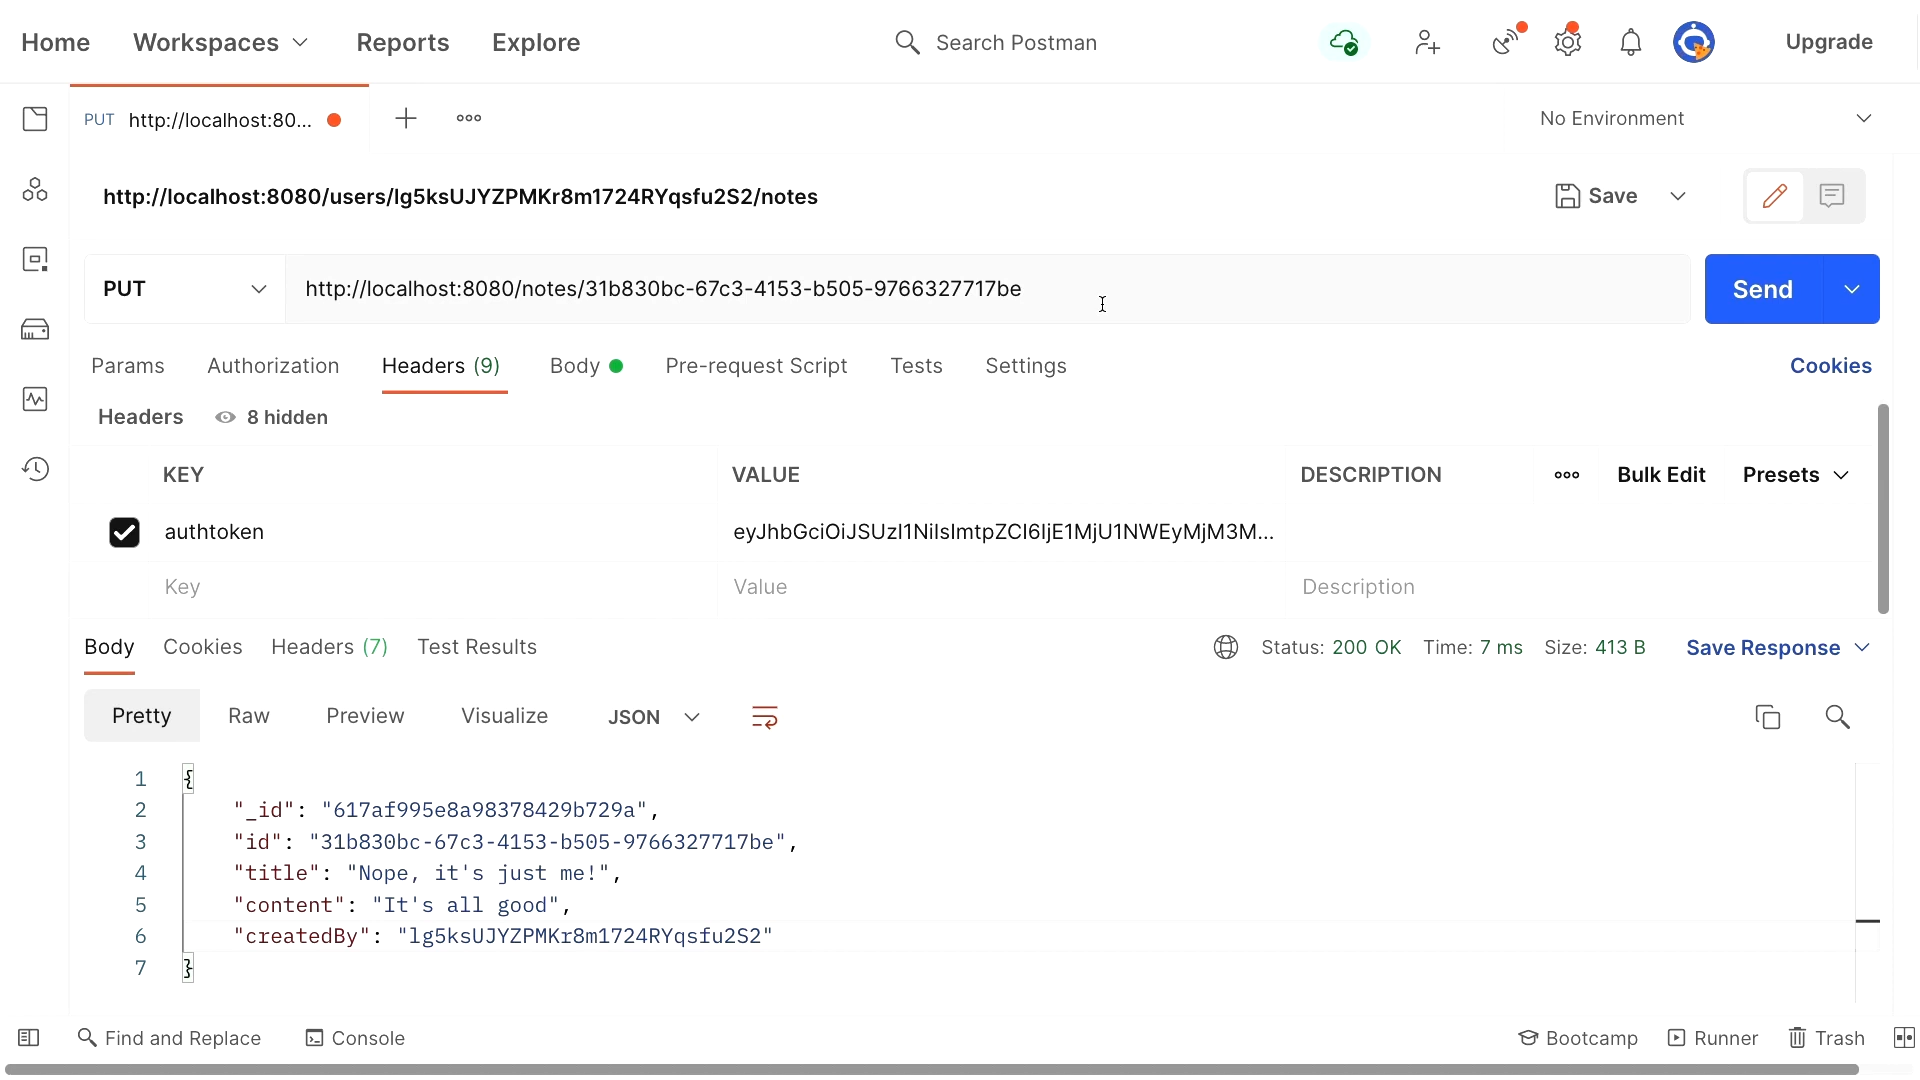 Home Workspaces Reports Explore Search Postman Upgrade
PUT http://localhost:80... No Environment
http://localhost:8080/users/lg5ksUJYZPMKr8m1724RYqsfu2S2/notes Save
PUT http://localhost:8080/notes/31b830bc-67c3-4153-b505-9766327717be Send
Params Authorization Headers (9) Body Pre-request Script Tests Settings Cookies
Headers 8 hidden
KEY VALUE DESCRIPTION Bulk Edit Presets
authtoken eyJhbGciOiJSUzI1NiIsImtpZCI6IjE1MjU1NWEyMjM3M...
Key Value Description
Body Cookies Headers (7) Test Results Status: 200 OK Time: 7 ms Size: 413 B Save Response
Pretty Raw Preview Visualize JSON
1 {
2 "_id": "617af995e8a98378429b729a",
3 "id": "31b830bc-67c3-4153-b505-9766327717be",
4 "title": "Nope, it's just me!",
5 "content": "It's all good",
6 "createdBy": "lg5ksUJYZPMKr8m1724RYqsfu2S2"
7 }
Find and Replace Console Bootcamp Runner Trash